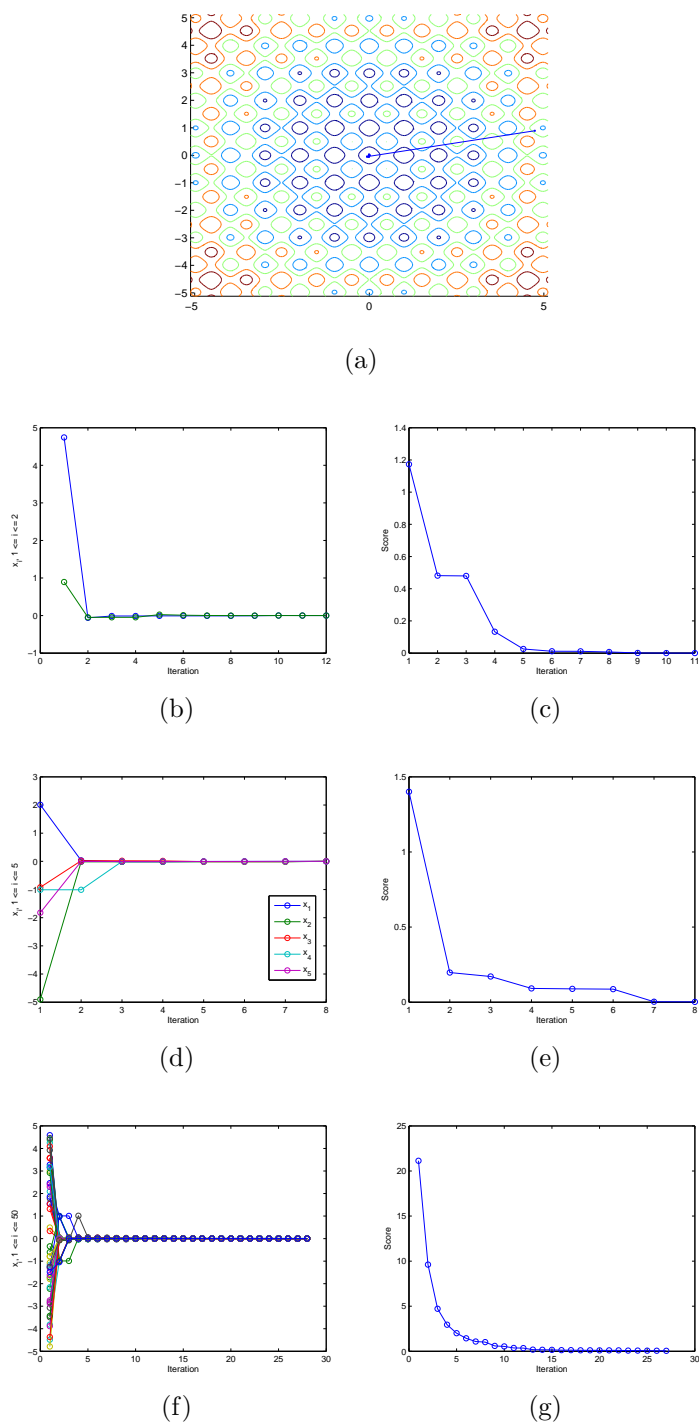 5
4
3
2
1
0
−1
−2
−3
−4
−5
−5 0 5
(a)
5
4
3
2
1
0
−1
x_i, 1 <= i <= 2
0 2 4 6 8 10 12
Iteration
(b)
1.4
1.2
1
0.8
0.6
0.4
0.2
0
Score
1 2 3 4 5 6 7 8 9 10 11
Iteration
(c)
3
2
1
0
−1
−2
−3
−4
−5
x_i, 1 <= i <= 5
x_1
x_2
x_3
x_4
x_5
1 2 3 4 5 6 7 8
Iteration
(d)
1.5
1
0.5
0
Score
1 2 3 4 5 6 7 8
Iteration
(e)
5
4
3
2
1
0
−1
−2
−3
−4
−5
x_i, 1 <= i <= 50
0 5 10 15 20 25 30
Iteration
(f)
25
20
15
10
5
0
Score
0 5 10 15 20 25 30
Iteration
(g)